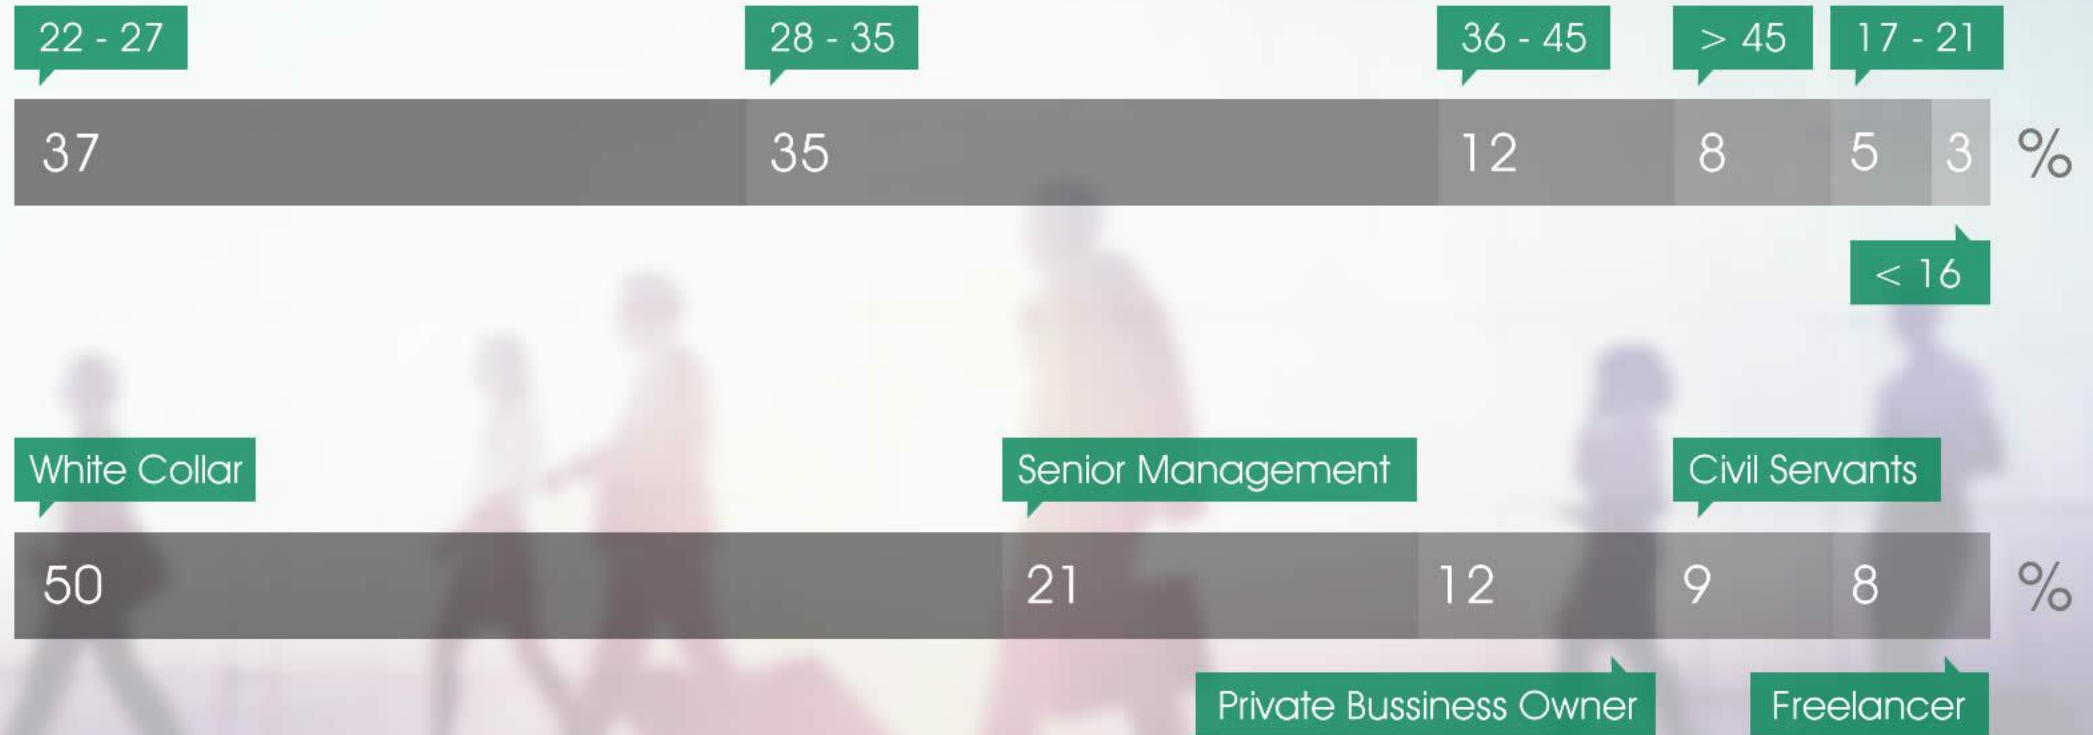 22 - 27 28 - 35 36 - 45 > 45 17 - 21
37 35 12 8 5 3 %
< 16
White Collar Senior Management Civil Servants
50 21 12 9 8 %
Private Bussiness Owner Freelancer